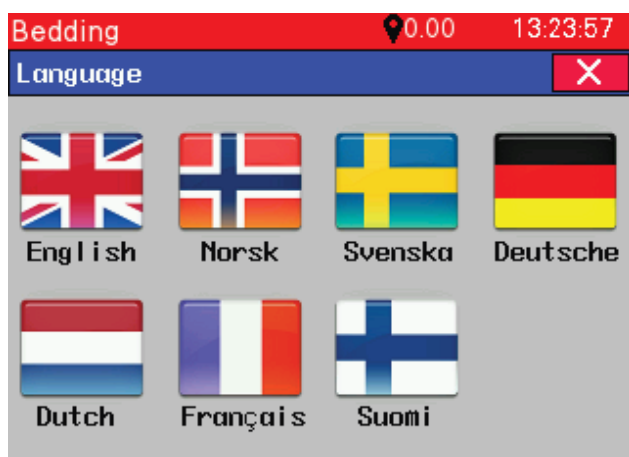 Bedding 0.00 13:23:57
Language
English Norsk Svenska Deutsche
Dutch Français Suomi